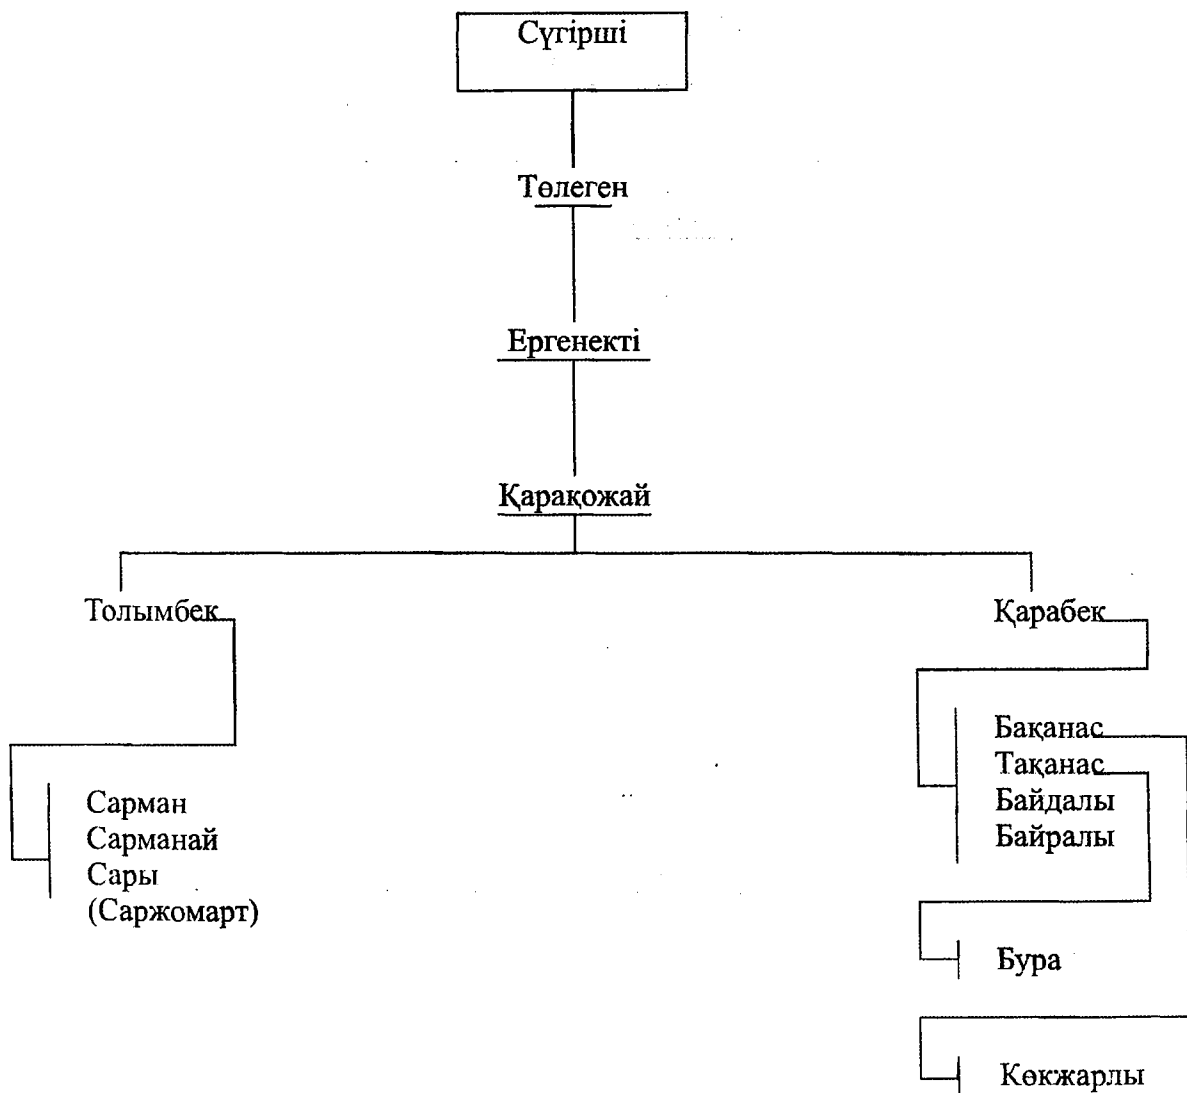 Сүгірші
Төлеген
Ергенекті
Қарақожай
Толымбек
Қарабек
Бақанас
Тақанас
Байдалы
Байралы
Сарман
Сарманай
Сары
(Саржомарт)
Бура
Көкжарлы